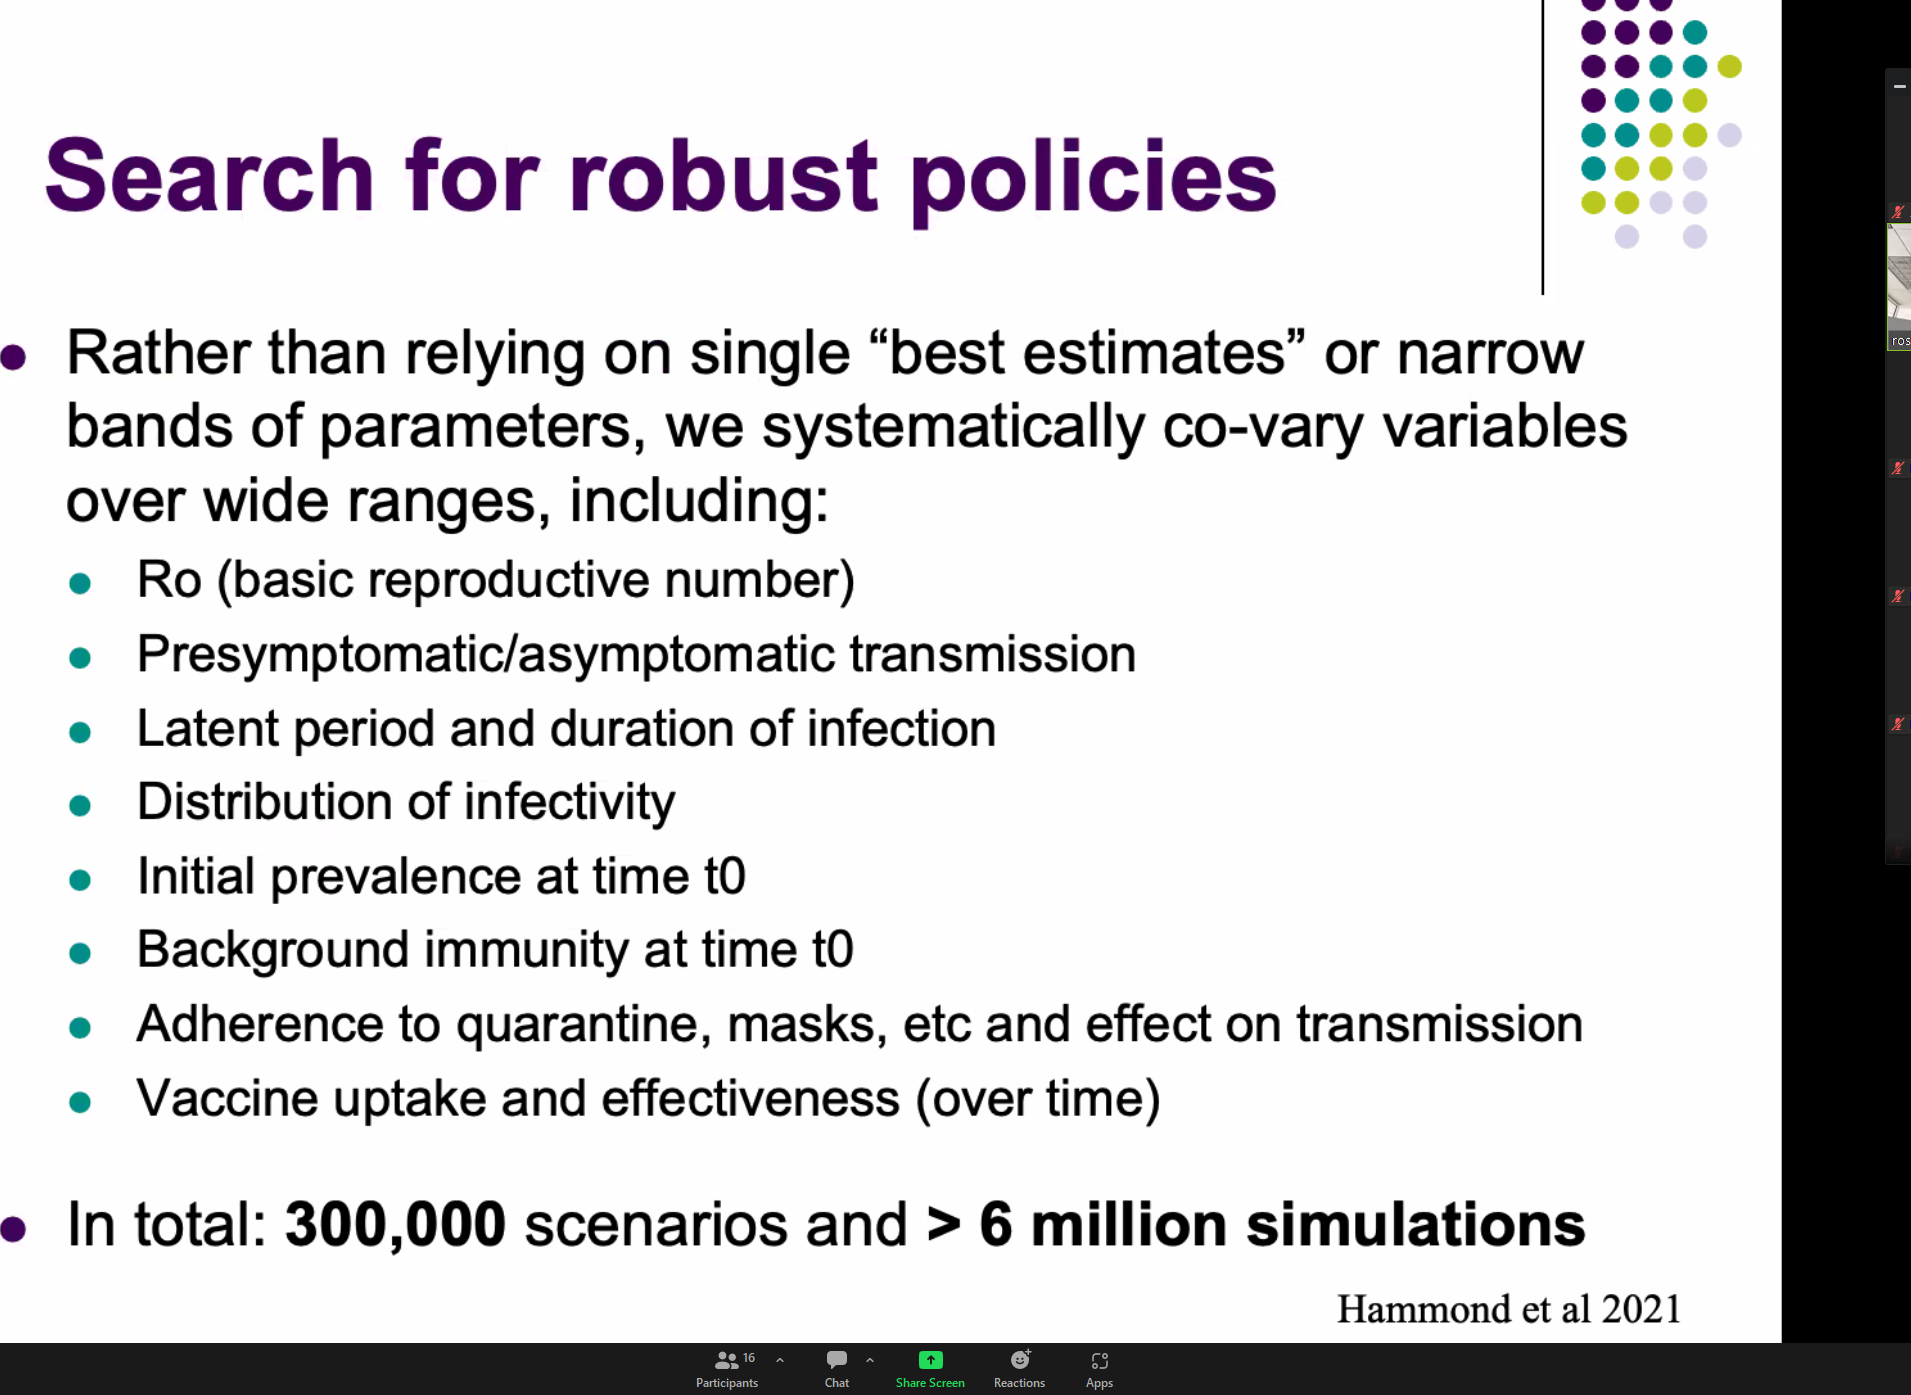 Search for robust policies
Rather than relying on single “best estimates” or narrow
bands of parameters, we systematically co-vary variables
over wide ranges, including:
Ro (basic reproductive number)
Presymptomatic/asymptomatic transmission
Latent period and duration of infection
Distribution of infectivity
Initial prevalence at time t0
Background immunity at time t0
Adherence to quarantine, masks, etc and effect on transmission
Vaccine uptake and effectiveness (over time)
In total: 300,000 scenarios and > 6 million simulations
Hammond et al 2021
ros
16
Participants
Chat
Share Screen
Reactions
Apps